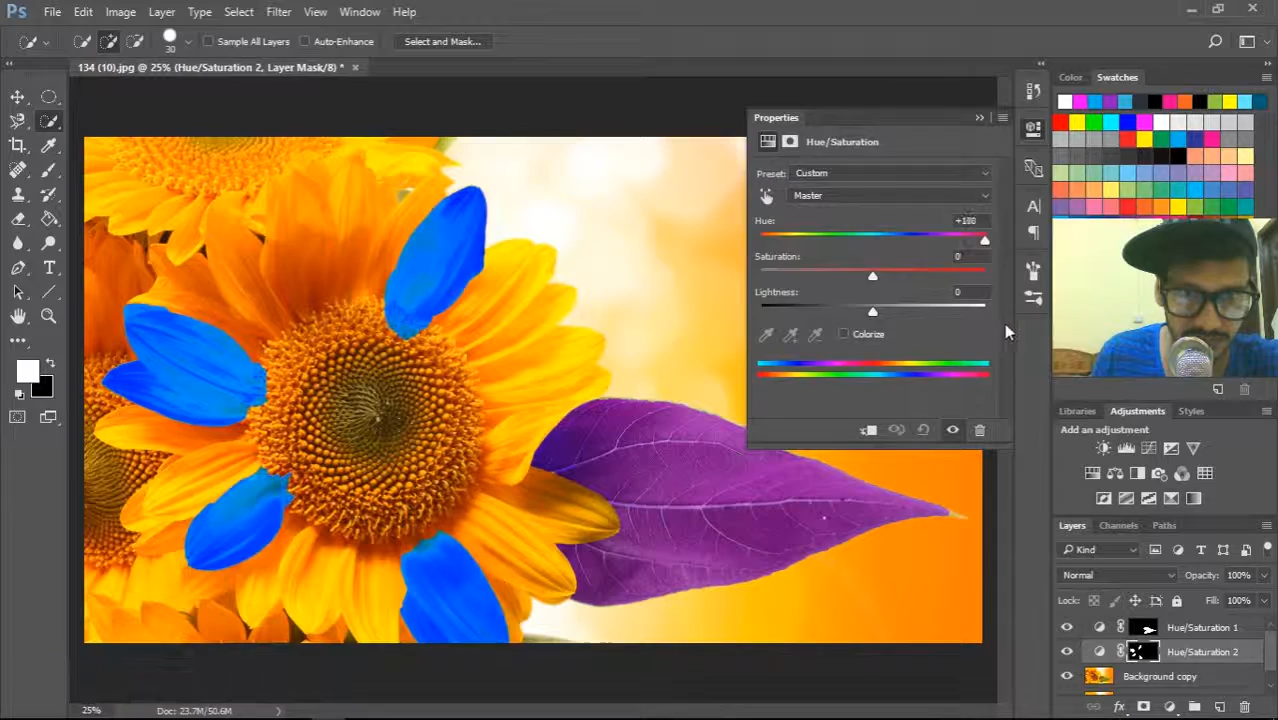 Ps File Edit Image Layer Type Select Filter View Window Help
30 Sample All Layers Auto-Enhance Select and Mask...
134 (10).jpg @ 25% (Hue/Saturation 2, Layer Mask/8) * ×
Color Swatches
Properties
Hue/Saturation
Preset: Custom
Master
Hue: +180
Saturation: 0
Lightness: 0
Colorize
Libraries Adjustments Styles
Add an adjustment
Layers Channels Paths
Kind
Normal Opacity: 100%
Lock: Fill: 100%
Hue/Saturation 1
Hue/Saturation 2
Background copy
25% Doc: 23.7M/50.6M